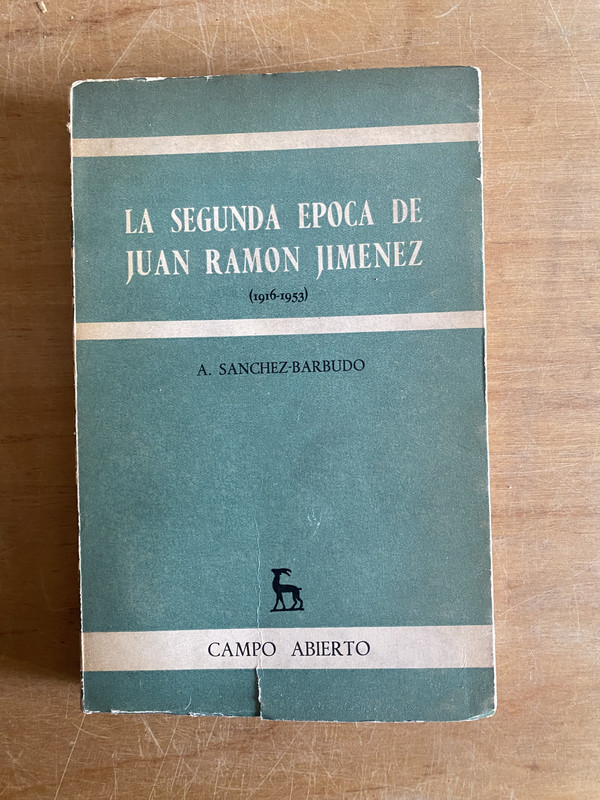 LA SEGUNDA EPOCA DE
JUAN RAMON JIMENEZ
(1916-1953)
A. SANCHEZ-BARBUDO
CAMPO ABIERTO